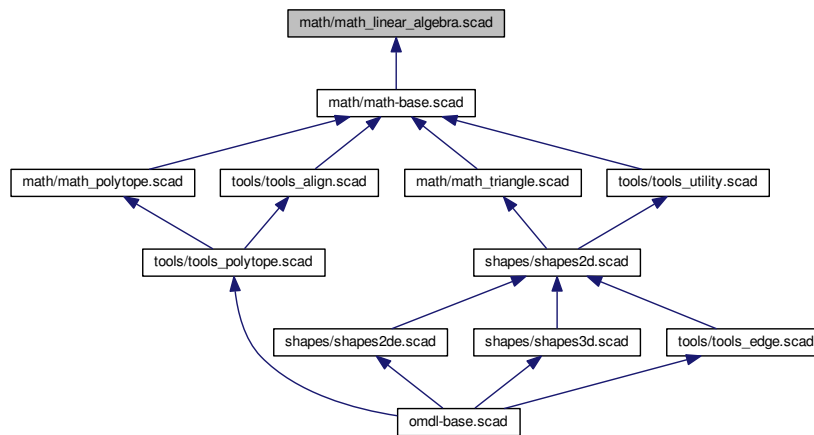 math/math_linear_algebra.scad
math/math-base.scad
math/math_polytope.scad
tools/tools_align.scad
math/math_triangle.scad
tools/tools_utility.scad
tools/tools_polytope.scad
shapes/shapes2d.scad
shapes/shapes2de.scad
shapes/shapes3d.scad
tools/tools_edge.scad
omdl-base.scad